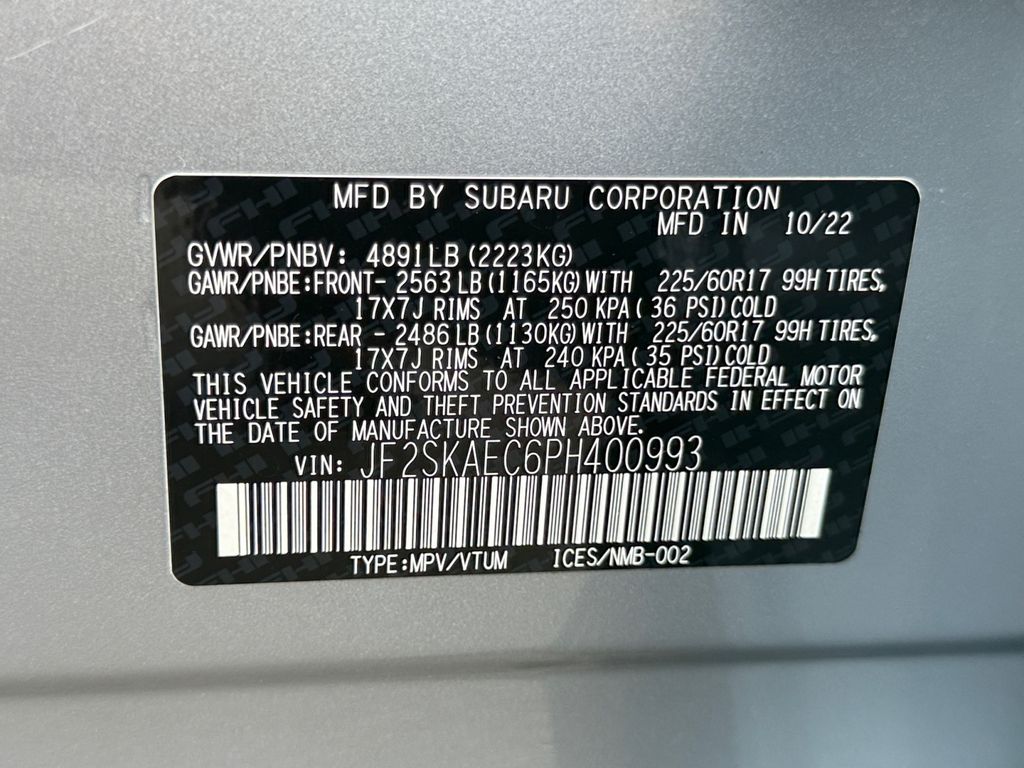 MFD BY SUBARU CORPORATION
MFD IN 10/22
GVWR/PNBV: 4891LB (2223KG)
GAWR/PNBE:FRONT- 2563 LB (1165KG) WITH 225/60R17 99H TIRES,
17X7J RIMS AT 250 KPA ( 36 PSI) COLD
GAWR/PNBE:REAR - 2486 LB (1130KG) WITH 225/60R17 99H TIRES,
17X7J RIMS AT 240 KPA ( 35 PSI) COLD
THIS VEHICLE CONFORMS TO ALL APPLICABLE FEDERAL MOTOR
VEHICLE SAFETY AND THEFT PREVENTION STANDARDS IN EFFECT ON
THE DATE OF MANUFACTURE SHOWN ABOVE.
VIN: JF2SKAEC6PH400993
TYPE:MPV/VTUM ICES/NMB-002